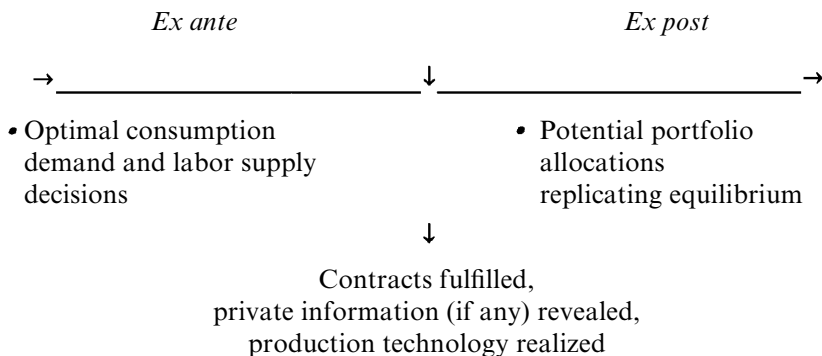 Ex ante Ex post
• Optimal consumption
demand and labor supply
decisions
• Potential portfolio
allocations
replicating equilibrium
Contracts fulfilled,
private information (if any) revealed,
production technology realized